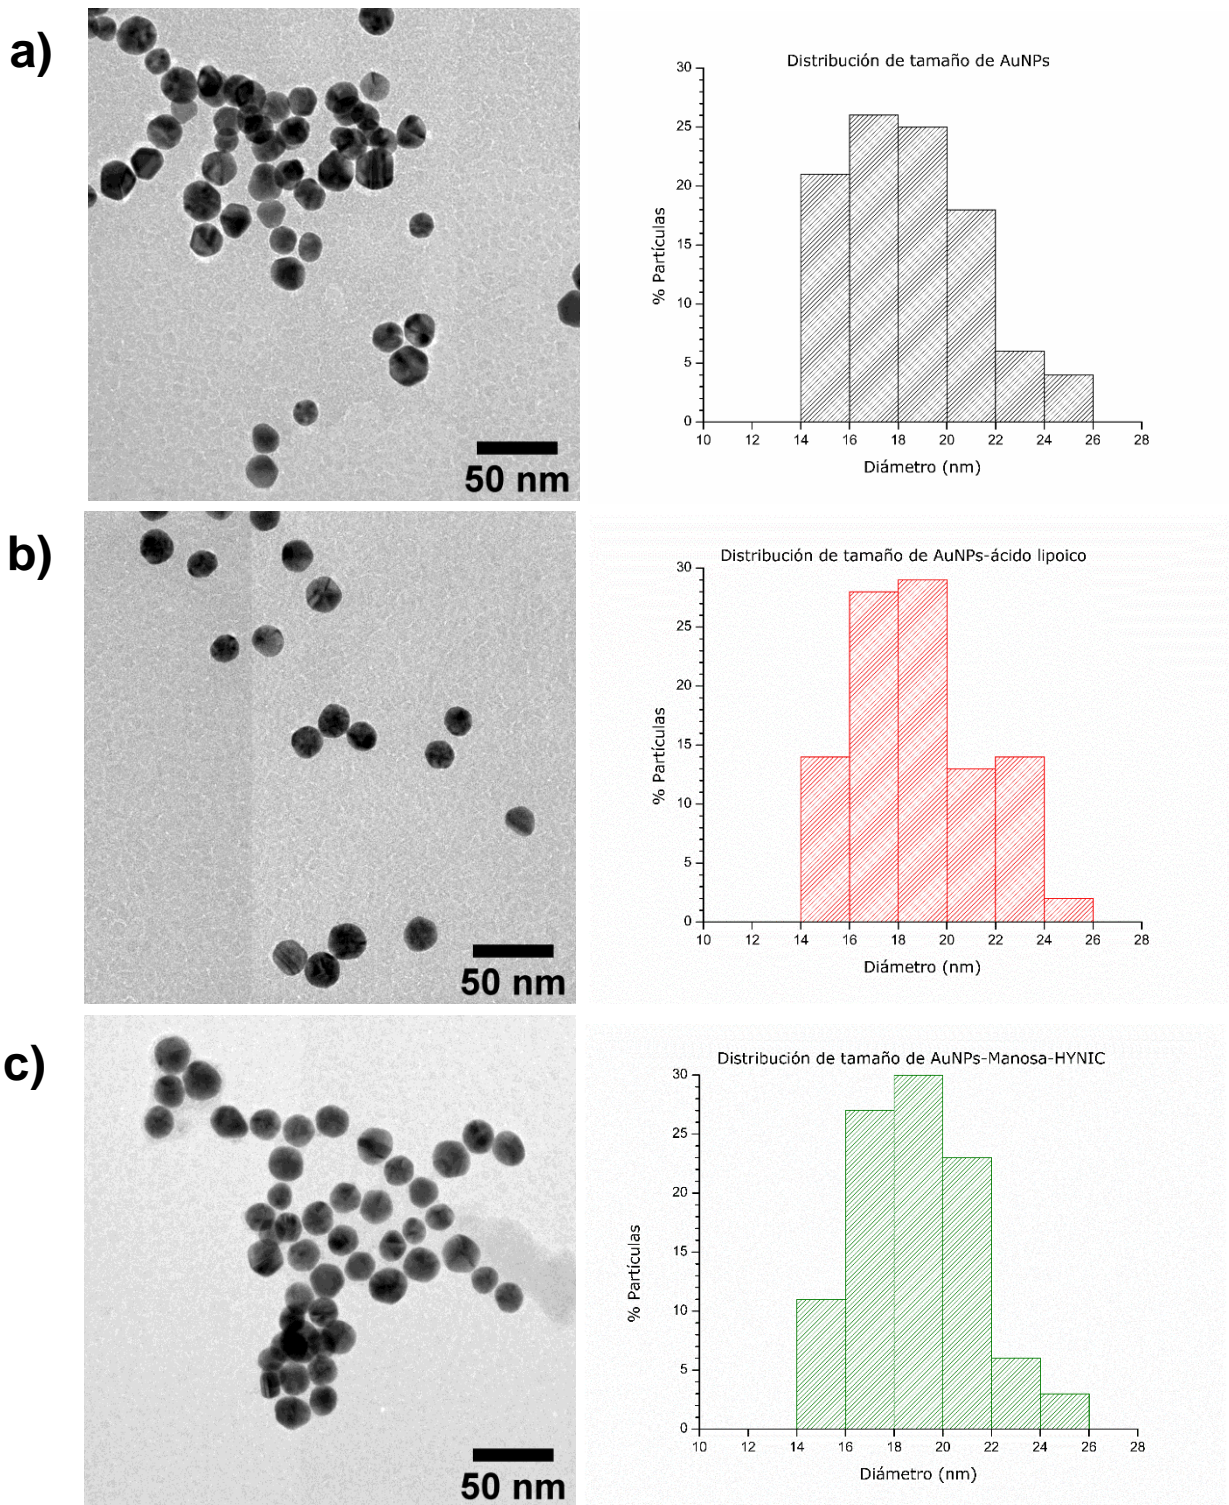 a)
50 nm
Distribución de tamaño de AuNPs
% Partículas
30
25
20
15
10
5
0
10 12 14 16 18 20 22 24 26 28
Diámetro (nm)
b)
50 nm
Distribución de tamaño de AuNPs-ácido lipoico
% Partículas
30
25
20
15
10
5
0
10 12 14 16 18 20 22 24 26 28
Diámetro (nm)
c)
50 nm
Distribución de tamaño de AuNPs-Manosa-HYNIC
% Partículas
30
25
20
15
10
5
0
10 12 14 16 18 20 22 24 26 28
Diámetro (nm)